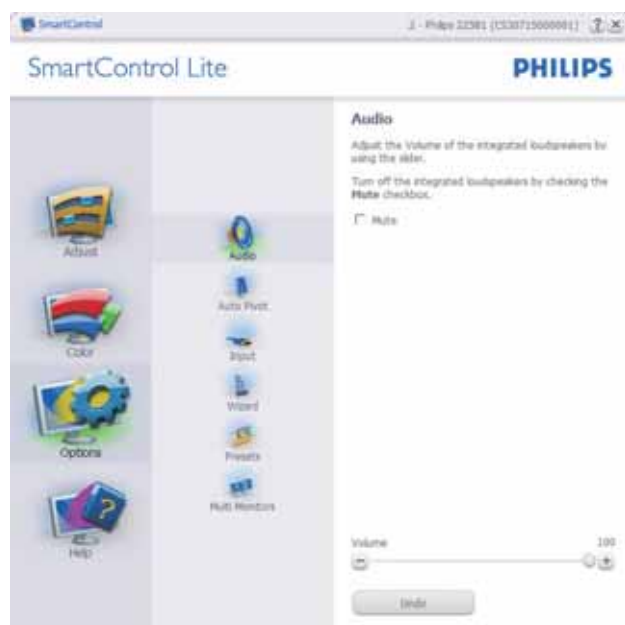 SmartControl
SmartControl Lite
PHILIPS
Adjust
Color
Options
Help
Audio
Auto Pivot
Input
Wizard
Presets
Multi Monitors
Audio
Adjust the Volume of the integrated loudspeakers by
using the slider.
Turn off the integrated loudspeakers by checking the
Mute checkbox.
Mute
Volume
100
Undo